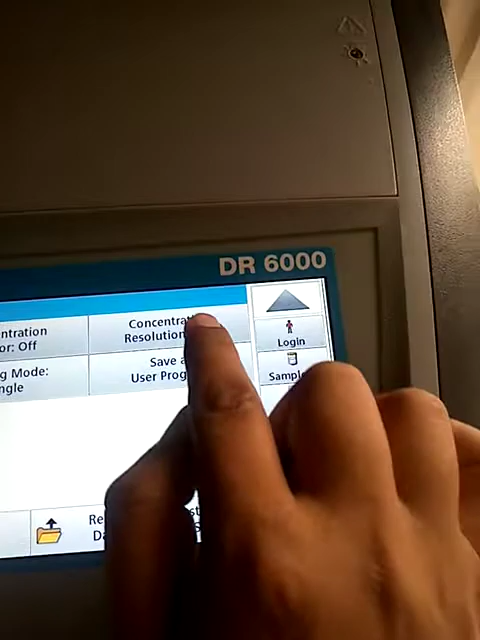 DR 6000
ntration
or: Off
Concentrat
Resolution
Login
g Mode:
ngle
Save a
User Prog
Sample
Re
Da